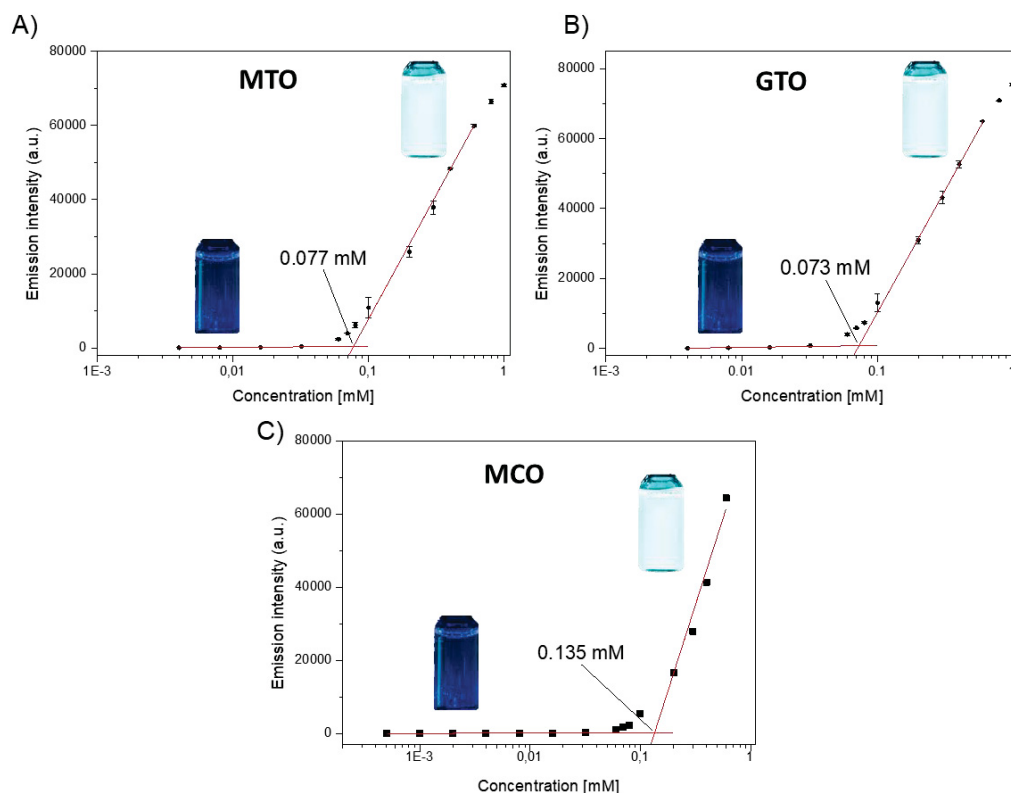 A)
MTO
80000
60000
40000
20000
0
Emission intensity (a.u.)
0.077 mM
1E-3
0,01
0,1
1
Concentration [mM]
B)
GTO
80000
60000
40000
20000
0
Emission intensity (a.u.)
0.073 mM
1E-3
0,01
0,1
1
Concentration [mM]
C)
MCO
80000
60000
40000
20000
0
Emission intensity (a.u.)
0.135 mM
1E-3
0,01
0,1
1
Concentration [mM]